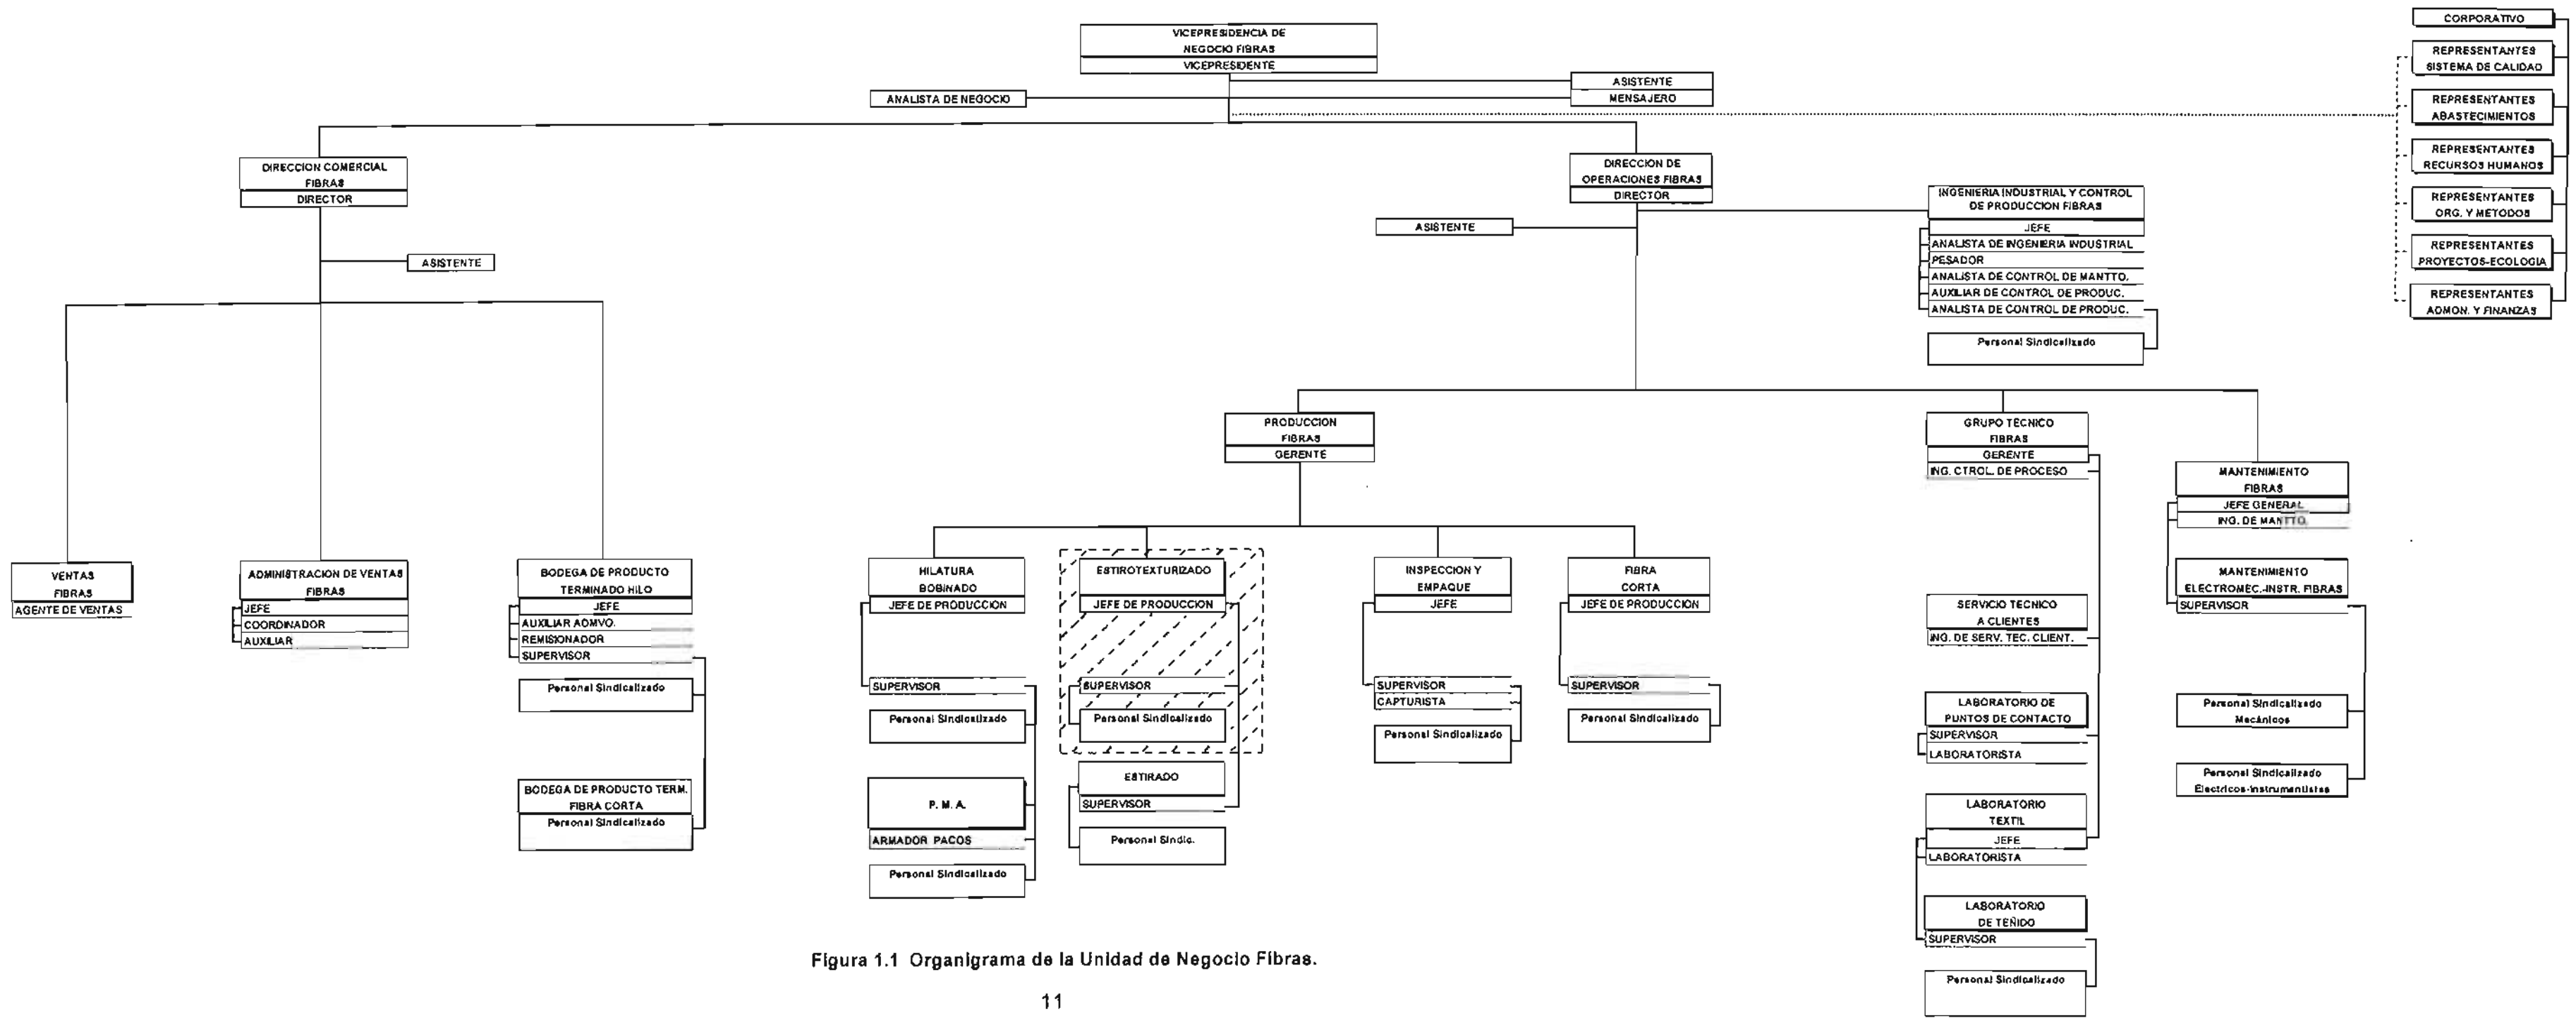 VICEPRESIDENCIA DE
NEGOCIO FIBRAS
VICEPRESIDENTE
ASISTENTE
MENSAJERO
ANALISTA DE NEGOCIO
CORPORATIVO
REPRESENTANTES
SISTEMA DE CALIDAD
REPRESENTANTES
ABASTECIMIENTOS
REPRESENTANTES
RECURSOS HUMANOS
REPRESENTANTES
ORG. Y METODOS
REPRESENTANTES
PROYECTOS-ECOLOGIA
REPRESENTANTES
ADMON. Y FINANZAS
DIRECCION COMERCIAL
FIBRAS
DIRECTOR
ASISTENTE
DIRECCION DE
OPERACIONES FIBRAS
DIRECTOR
ASISTENTE
INGENIERIA INDUSTRIAL Y CONTROL
DE PRODUCCION FIBRAS
JEFE
ANALISTA DE INGENIERIA INDUSTRIAL
PESADOR
ANALISTA DE CONTROL DE MANTTO.
AUXILIAR DE CONTROL DE PRODUC.
ANALISTA DE CONTROL DE PRODUC.
Personal Sindicalizado
PRODUCCION
FIBRAS
GERENTE
GRUPO TECNICO
FIBRAS
GERENTE
ING. CTROL. DE PROCESO
MANTENIMIENTO
FIBRAS
JEFE GENERAL
ING. DE MANTTO.
VENTAS
FIBRAS
AGENTE DE VENTAS
ADMINISTRACION DE VENTAS
FIBRAS
JEFE
COORDINADOR
AUXILIAR
BODEGA DE PRODUCTO
TERMINADO HILO
JEFE
AUXILIAR ADMVO.
REMISIONADOR
SUPERVISOR
Personal Sindicalizado
BODEGA DE PRODUCTO TERM.
FIBRA CORTA
Personal Sindicalizado
HILATURA
BOBINADO
JEFE DE PRODUCCION
SUPERVISOR
Personal Sindicalizado
P. M. A.
ARMADOR PACOS
Personal Sindicalizado
ESTIROTEXTURIZADO
JEFE DE PRODUCCION
SUPERVISOR
Personal Sindicalizado
ESTIRADO
SUPERVISOR
Personal Sindic.
INSPECCION Y
EMPAQUE
JEFE
SUPERVISOR
CAPTURISTA
Personal Sindicalizado
FIBRA
CORTA
JEFE DE PRODUCCION
SUPERVISOR
Personal Sindicalizado
SERVICIO TECNICO
A CLIENTES
ING. DE SERV. TEC. CLIENT.
LABORATORIO DE
PUNTOS DE CONTACTO
SUPERVISOR
LABORATORISTA
LABORATORIO
TEXTIL
JEFE
LABORATORISTA
LABORATORIO
DE TEÑIDO
SUPERVISOR
Personal Sindicalizado
MANTENIMIENTO
ELECTROMEC.-INSTR. FIBRAS
SUPERVISOR
Personal Sindicalizado
Mecánicos
Personal Sindicalizado
Electricos-Instrumentistas
Figura 1.1 Organigrama de la Unidad de Negocio Fibras.
11